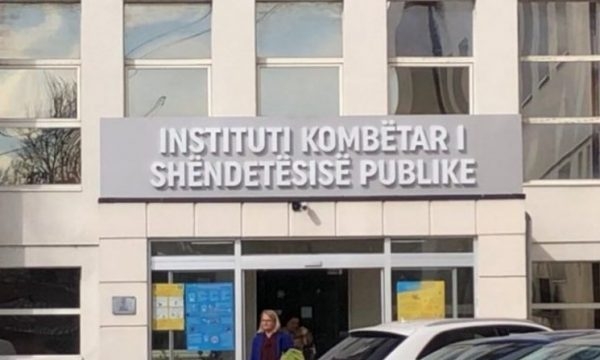 INSTITUTI KOMBËTAR I
SHËNDETËSISË PUBLIKE